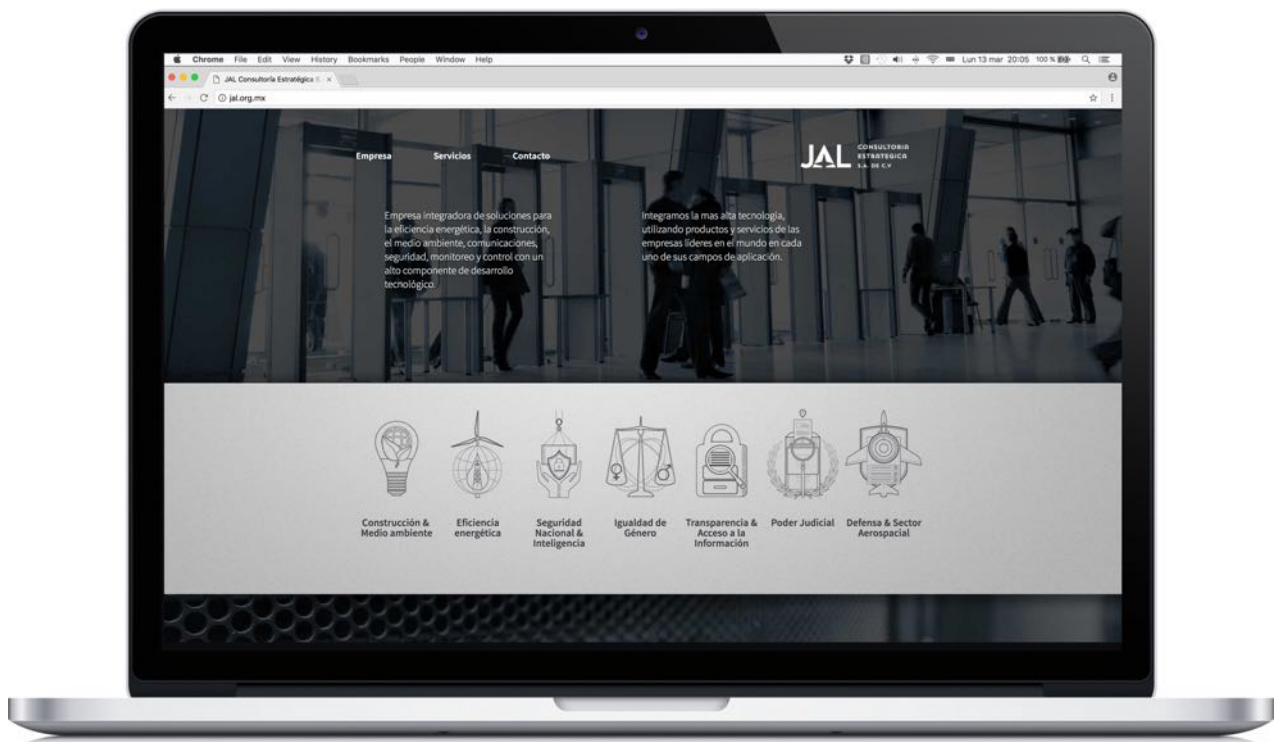 Chrome File Edit View History Bookmarks People Window Help
Lun 13 mar 20:05 100 %
JAL Consultoría Estratégica
jal.org.mx
Empresa Servicios Contacto
JAL
CONSULTORIA
ESTRATEGICA
S.A. DE C.V
Empresa integradora de soluciones para
la eficiencia energética, la construcción,
el medio ambiente, comunicaciones,
seguridad, monitoreo y control con un
alto componente de desarrollo
tecnológico.
Integramos la mas alta tecnología,
utilizando productos y servicios de las
empresas líderes en el mundo en cada
uno de sus campos de aplicación.
Construcción &
Medio ambiente
Eficiencia
energética
Seguridad
Nacional &
Inteligencia
Igualdad de
Género
Transparencia &
Acceso a la
Información
Poder Judicial
Defensa & Sector
Aerospacial